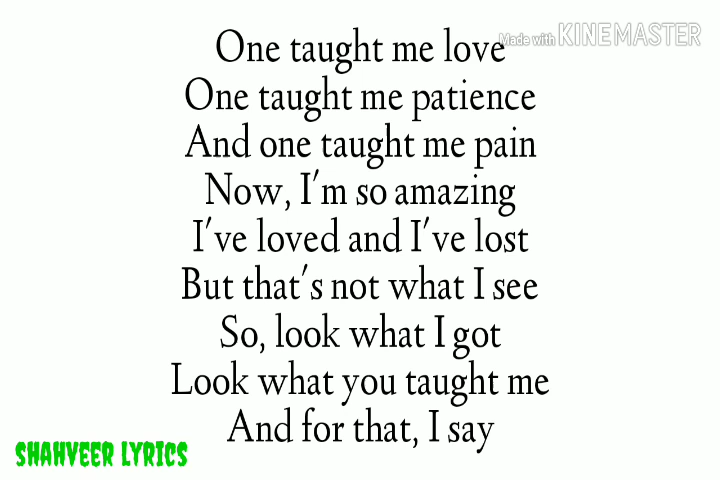 Made with KINEMASTER
One taught me love
One taught me patience
And one taught me pain
Now, I'm so amazing
I've loved and I've lost
But that's not what I see
So, look what I got
Look what you taught me
And for that, I say
SHAHVEER LYRICS